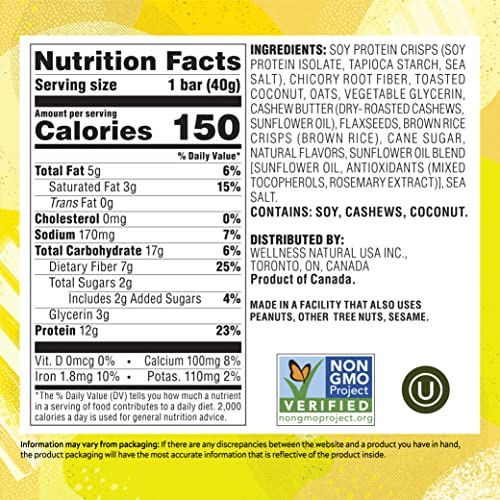 Nutrition Facts
Serving size 1 bar (40g)
Amount per serving
Calories 150
% Daily Value*
Total Fat 5g 6%
Saturated Fat 3g 15%
Trans Fat 0g
Cholesterol 0mg 0%
Sodium 170mg 7%
Total Carbohydrate 17g 6%
Dietary Fiber 7g 25%
Total Sugars 2g
Includes 2g Added Sugars 4%
Glycerin 3g
Protein 12g 23%
Vit. D 0mcg 0% • Calcium 100mg 8%
Iron 1.8mg 10% • Potas. 110mg 2%
*The % Daily Value (DV) tells you how much a nutrient
in a serving of food contributes to a daily diet. 2,000
calories a day is used for general nutrition advice.
INGREDIENTS: SOY PROTEIN CRISPS (SOY
PROTEIN ISOLATE, TAPIOCA STARCH, SEA
SALT), CHICORY ROOT FIBER, TOASTED
COCONUT, OATS, VEGETABLE GLYCERIN,
CASHEW BUTTER (DRY- ROASTED CASHEWS,
SUNFLOWER OIL), FLAXSEEDS, BROWN RICE
CRISPS (BROWN RICE), CANE SUGAR,
NATURAL FLAVORS, SUNFLOWER OIL BLEND
[SUNFLOWER OIL, ANTIOXIDANTS (MIXED
TOCOPHEROLS, ROSEMARY EXTRACT)], SEA
SALT.
CONTAINS: SOY, CASHEWS, COCONUT.
DISTRIBUTED BY:
WELLNESS NATURAL USA INC.,
TORONTO, ON, CANADA
Product of Canada.
MADE IN A FACILITY THAT ALSO USES
PEANUTS, OTHER TREE NUTS, SESAME.
NON
GMO
Project
VERIFIED
nongmoproject.org
U
Information may vary from packaging: If there are any discrepancies between the website and a product you have in hand,
the product packaging will have the most accurate information that is reflective of the product inside.